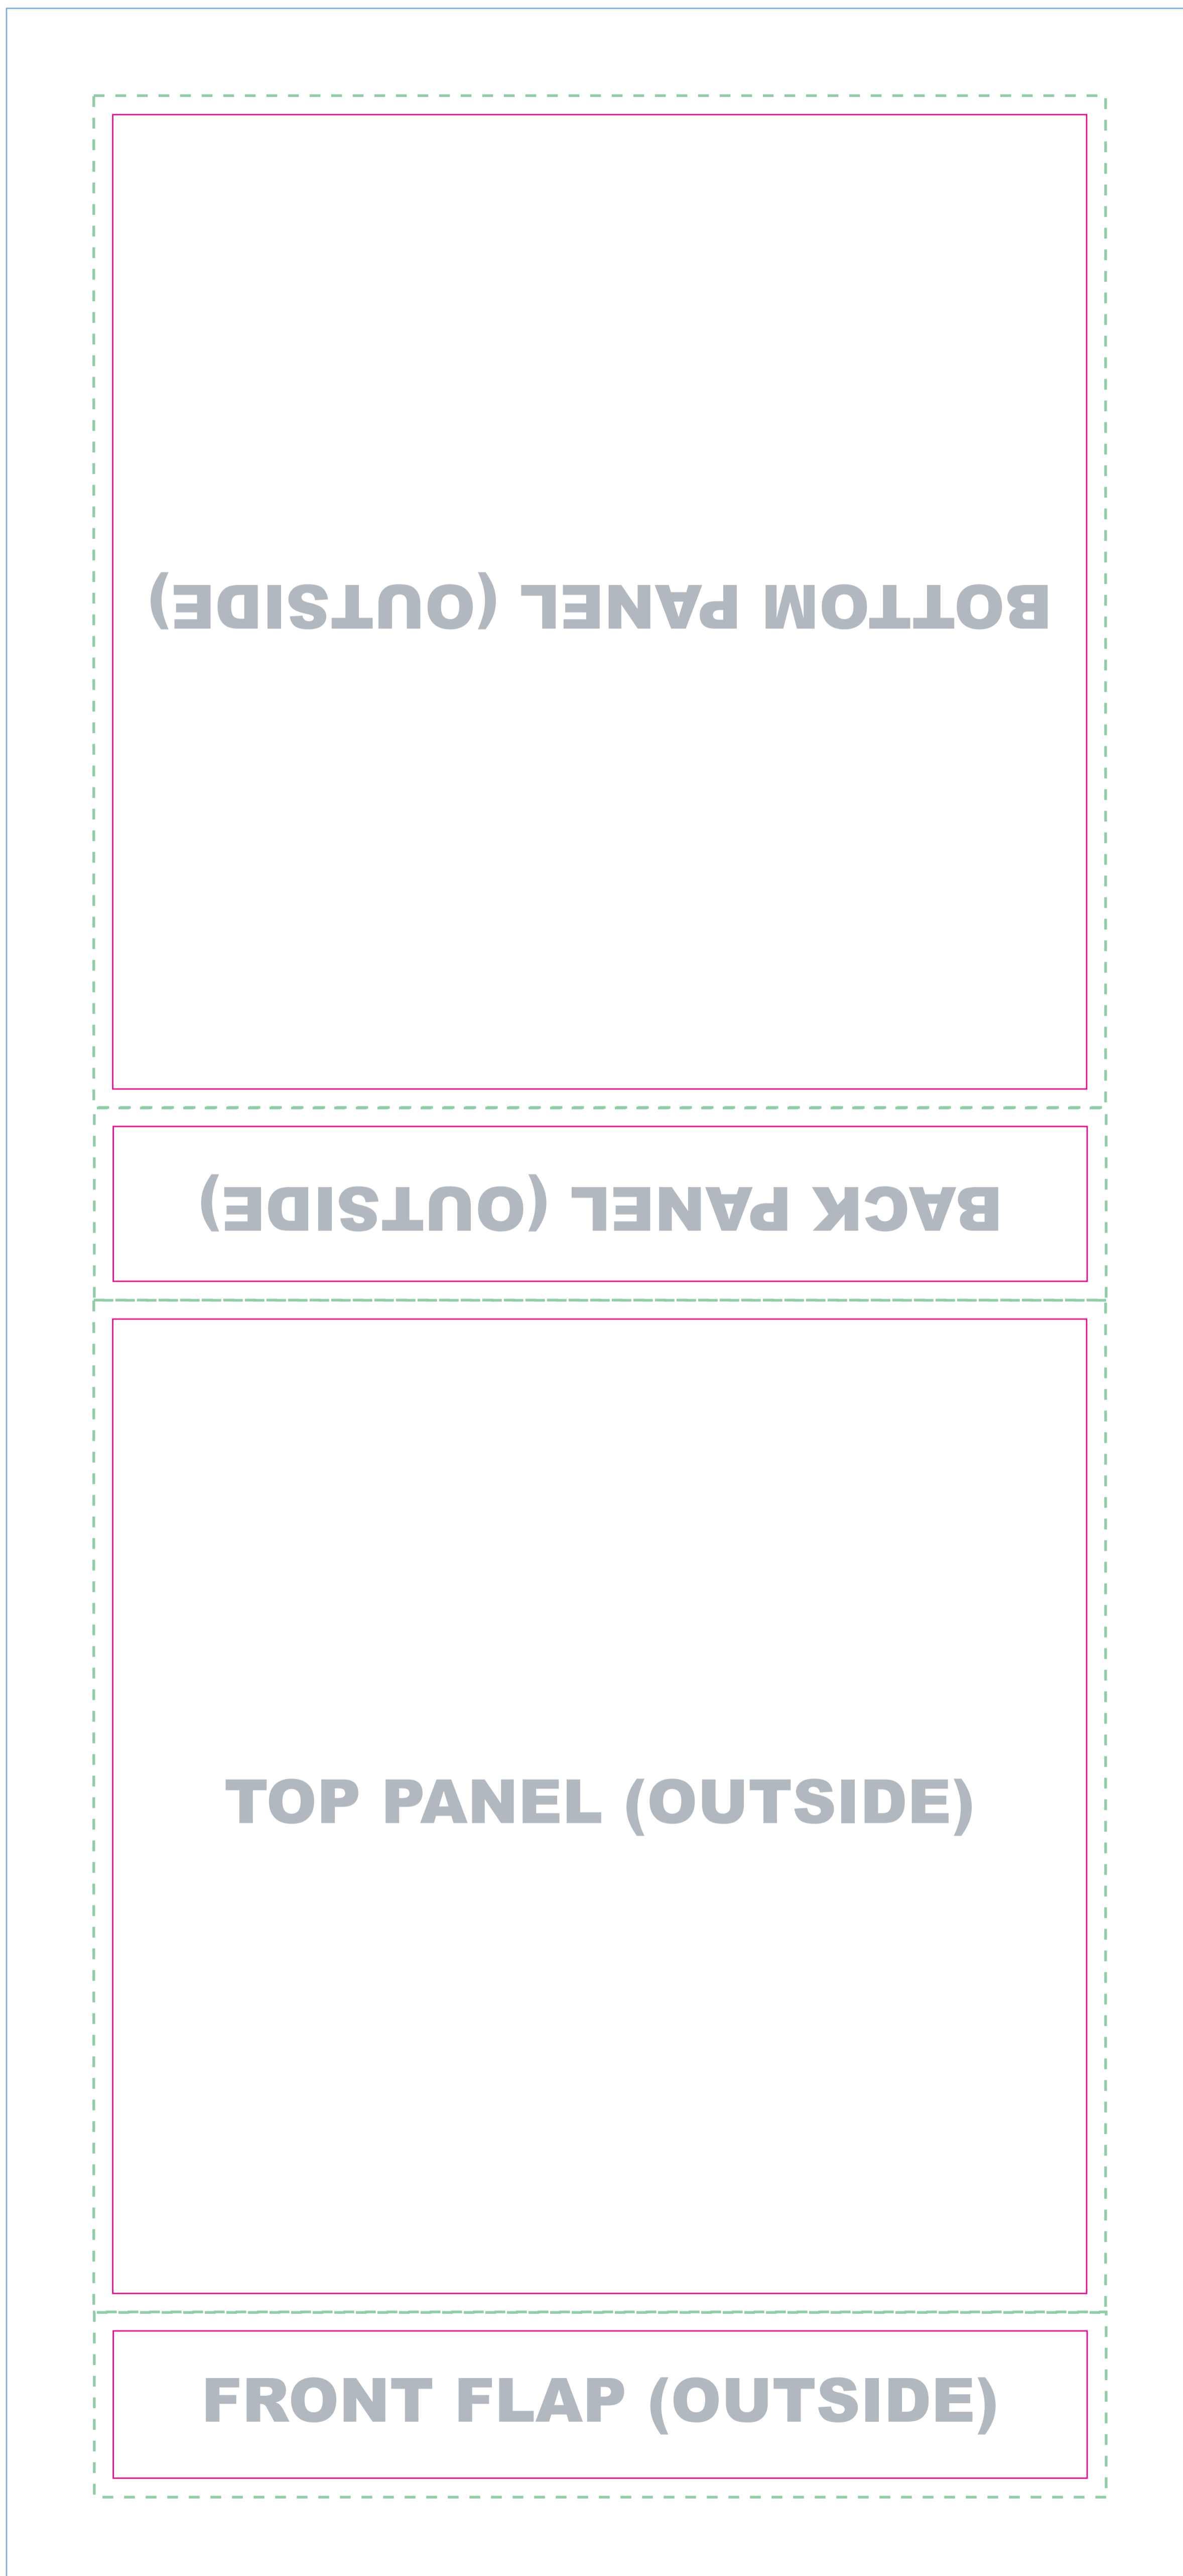 BOTTOM PANEL (OUTSIDE)
BACK PANEL (OUTSIDE)
TOP PANEL (OUTSIDE)
FRONT FLAP (OUTSIDE)